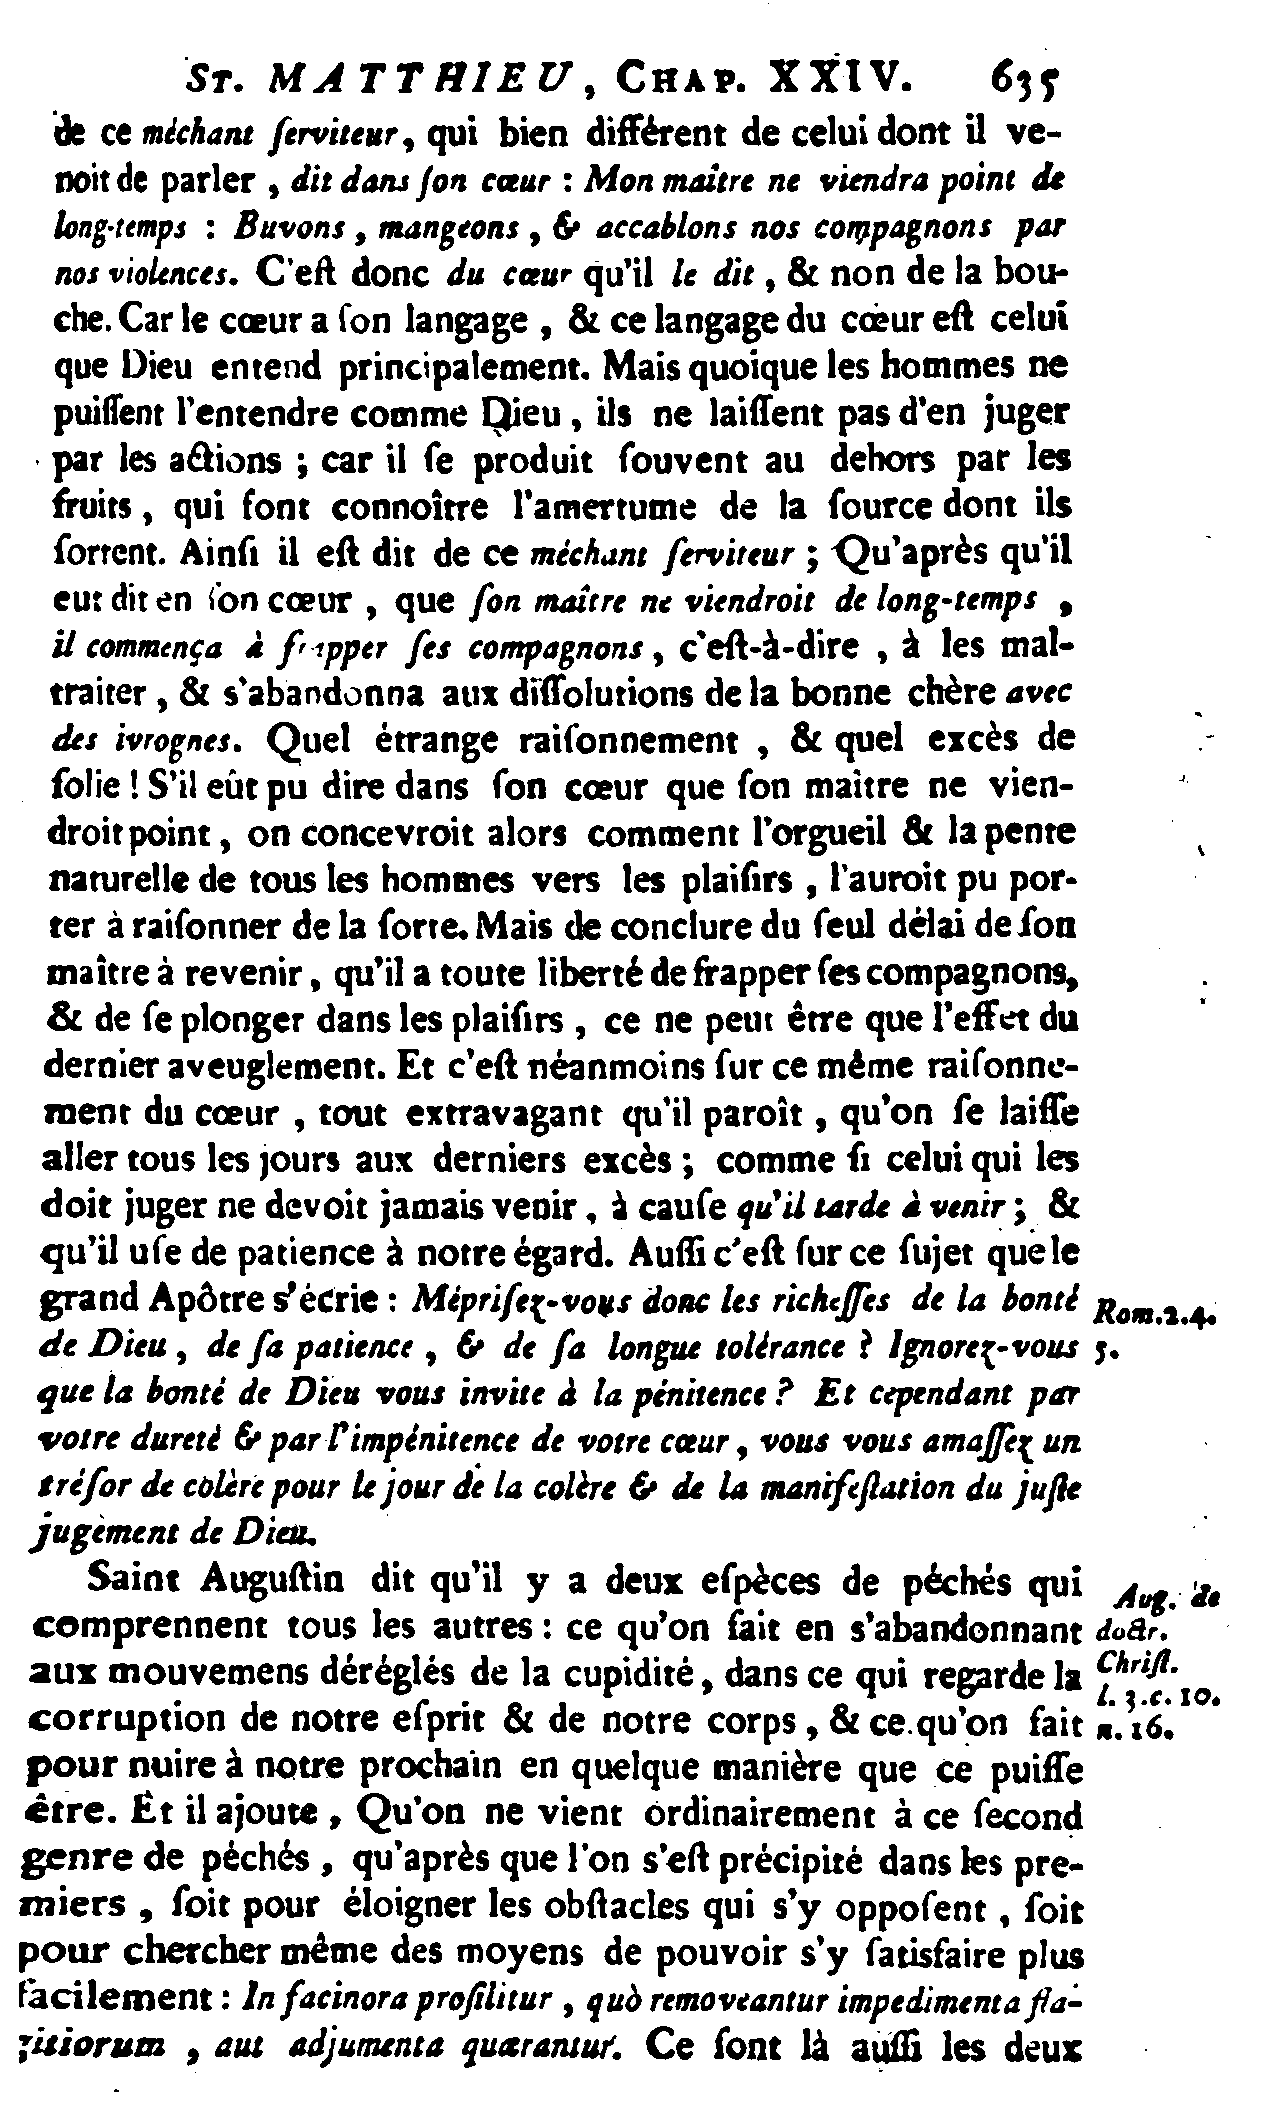 ST. MATTHIEU, CHAP. XXIV. 635
de ce méchant ſerviteur, qui bien différent de celui dont il ve-
noit de parler, dit dans ſon cœur : Mon maître ne viendra point de
long-temps : Buvons, mangeons, & accablons nos compagnons par
nos violences. C'eſt donc du cœur qu'il le dit, & non de la bou-
che. Car le cœur a ſon langage, & ce langage du cœur eſt celui
que Dieu entend principalement. Mais quoique les hommes ne
puiſſent l'entendre comme Dieu, ils ne laiſſent pas d'en juger
par les actions ; car il ſe produit ſouvent au dehors par les
fruits, qui font connoître l'amertume de la ſource dont ils
ſortent. Ainſi il eſt dit de ce méchant ſerviteur ; Qu'après qu'il
eut dit en ſon cœur, que ſon maître ne viendroit de long-temps,
il commença à frapper ſes compagnons, c'eſt-à-dire, à les mal-
traiter, & s'abandonna aux diſſolutions de la bonne chère avec
des ivrognes. Quel étrange raiſonnement, & quel excès de
folie ! S'il eût pu dire dans ſon cœur que ſon maître ne vien-
droit point, on concevroit alors comment l'orgueil & la pente
naturelle de tous les hommes vers les plaiſirs, l'auroit pu por-
ter à raiſonner de la ſorte. Mais de conclure du ſeul délai de ſon
maître à revenir, qu'il a toute liberté de frapper ſes compagnons,
& de ſe plonger dans les plaiſirs, ce ne peut être que l'effet du
dernier aveuglement. Et c'eſt néanmoins ſur ce même raiſonne-
ment du cœur, tout extravagant qu'il paroît, qu'on ſe laiſſe
aller tous les jours aux derniers excès ; comme ſi celui qui les
doit juger ne devoit jamais venir, à cauſe qu'il tarde à venir ; &
qu'il uſe de patience à notre égard. Auſſi c'eſt ſur ce ſujet que le
grand Apôtre s'écrie : Mépriſez-vous donc les richeſſes de la bonté
de Dieu, de ſa patience, & de ſa longue tolérance ? Ignorez-vous
que la bonté de Dieu vous invite à la pénitence ? Et cependant par
votre dureté & par l'impénitence de votre cœur, vous vous amaſſez un
tréſor de colère pour le jour de la colère & de la manifeſtation du juſte
jugement de Dieu.
Rom. 2. 4.
5.
Saint Auguſtin dit qu'il y a deux eſpèces de péchés qui
comprennent tous les autres : ce qu'on fait en s'abandonnant
aux mouvemens déréglés de la cupidité, dans ce qui regarde la
corruption de notre eſprit & de notre corps, & ce qu'on fait
pour nuire à notre prochain en quelque manière que ce puiſſe
être. Et il ajoute, Qu'on ne vient ordinairement à ce ſecond
genre de péchés, qu'après que l'on s'eſt précipité dans les pre-
miers, ſoit pour éloigner les obſtacles qui s'y oppoſent, ſoit
pour chercher même des moyens de pouvoir s'y ſatisfaire plus
facilement : In facinora proſilitur, quò removeantur impedimenta fla-
gitiorum, aut adjumenta quærantur. Ce ſont là auſſi les deux
Aug. de
doctr.
Chriſt.
l. 3. c. 10.
n. 16.